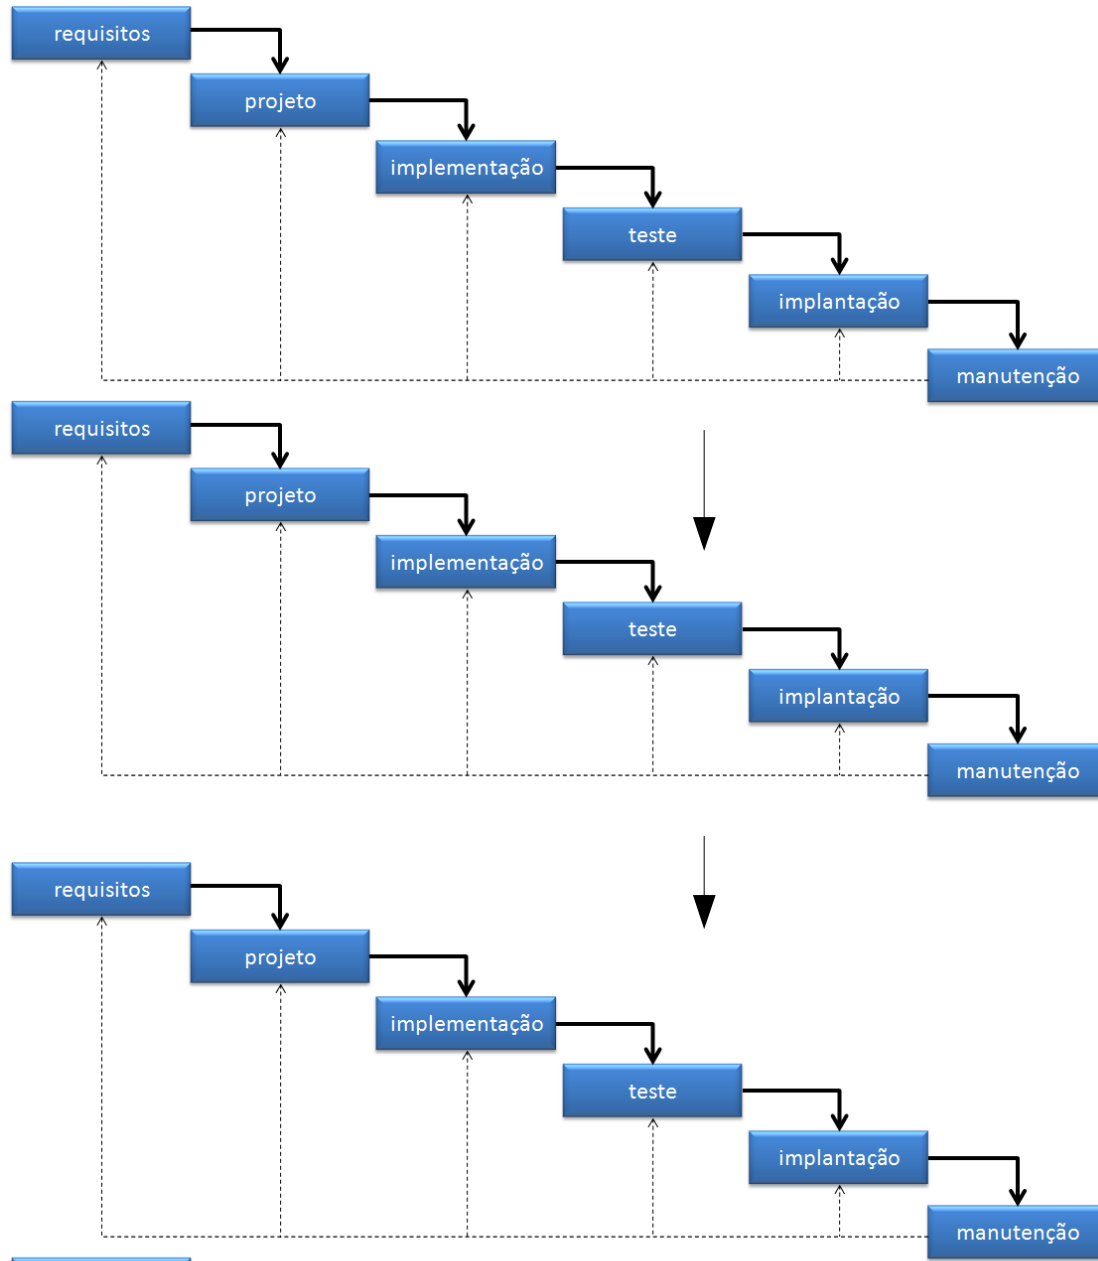 requisitos
projeto
implementação
teste
implantação
manutenção
requisitos
projeto
implementação
teste
implantação
manutenção
requisitos
projeto
implementação
teste
implantação
manutenção